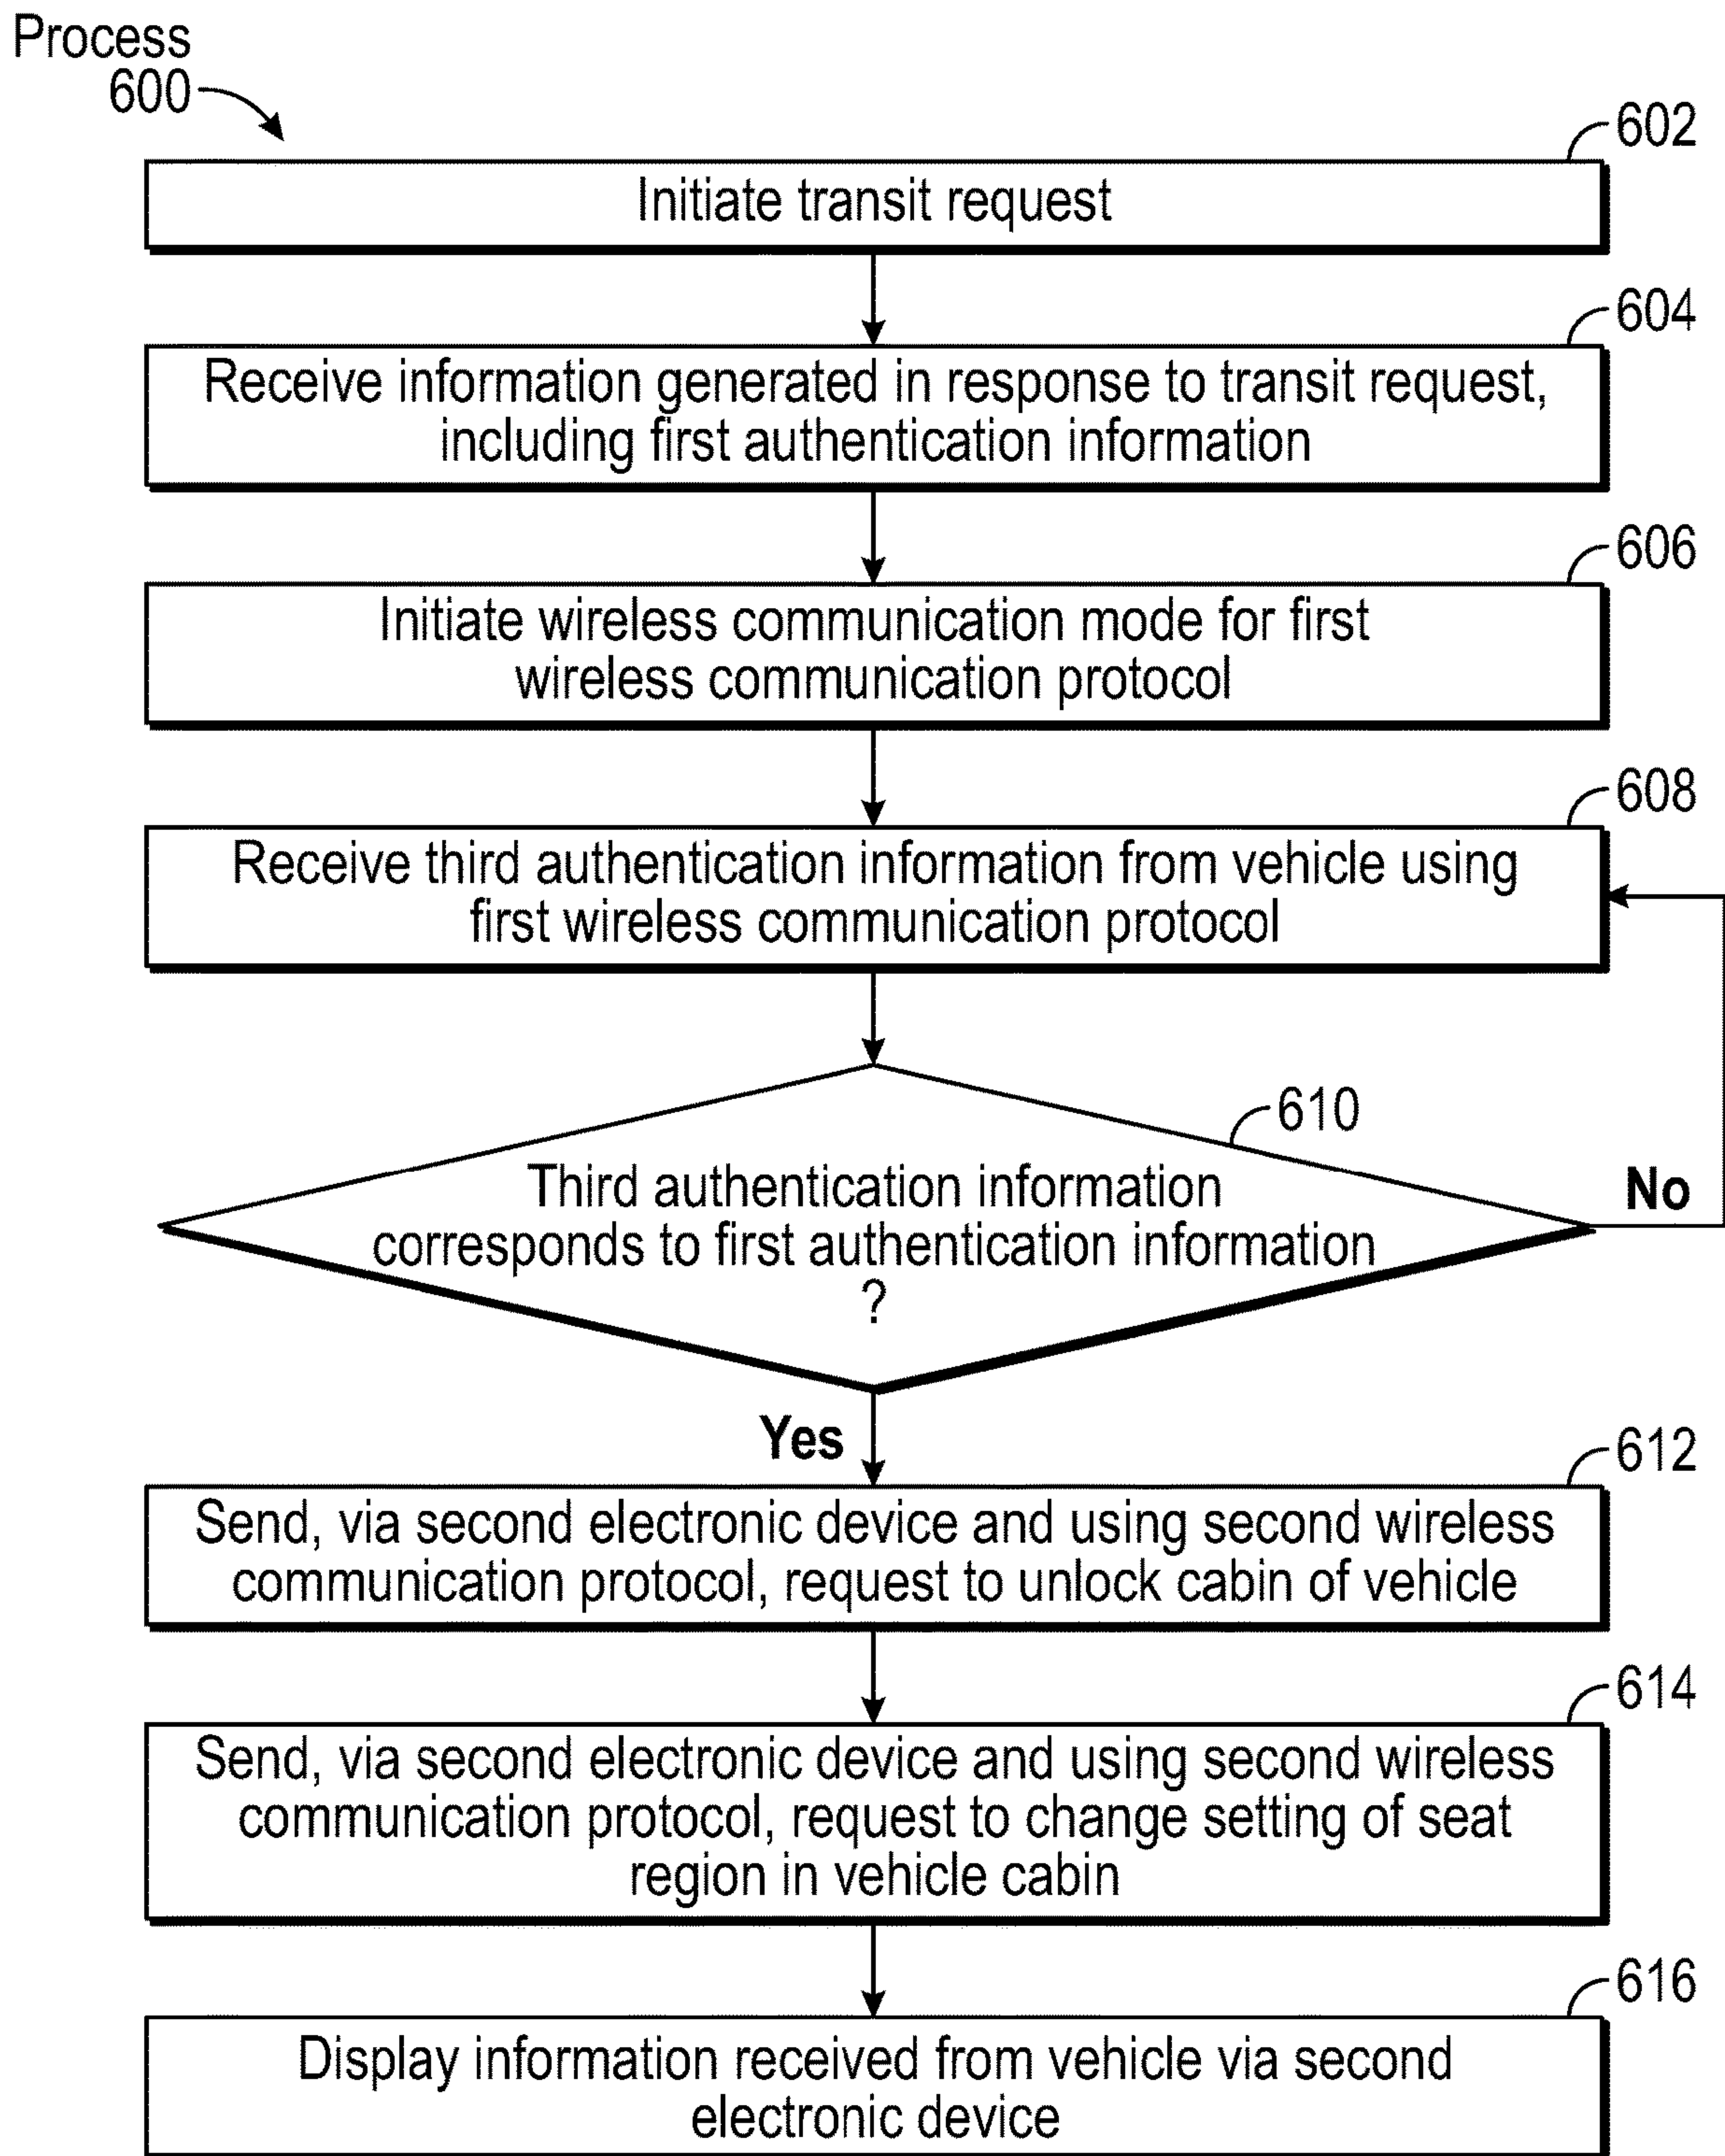 Process
600
602
Initiate transit request
604
Receive information generated in response to transit request,
including first authentication information
606
Initiate wireless communication mode for first
wireless communication protocol
608
Receive third authentication information from vehicle using
first wireless communication protocol
610
Third authentication information
corresponds to first authentication information
?
No
Yes
612
Send, via second electronic device and using second wireless
communication protocol, request to unlock cabin of vehicle
614
Send, via second electronic device and using second wireless
communication protocol, request to change setting of seat
region in vehicle cabin
616
Display information received from vehicle via second
electronic device